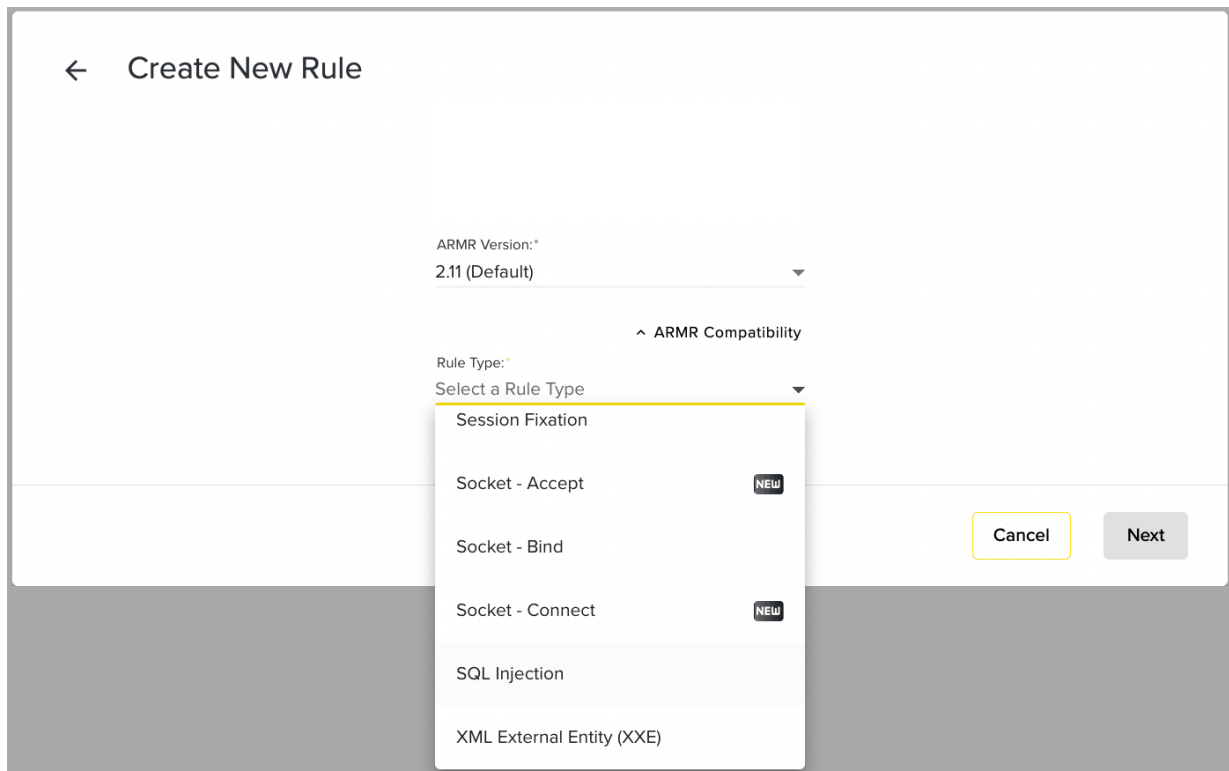 Create New Rule
ARMR Version:*
2.11 (Default)
ARMR Compatibility
Rule Type:*
Select a Rule Type
Session Fixation
Socket - Accept NEW
Socket - Bind
Socket - Connect NEW
SQL Injection
XML External Entity (XXE)
Cancel Next